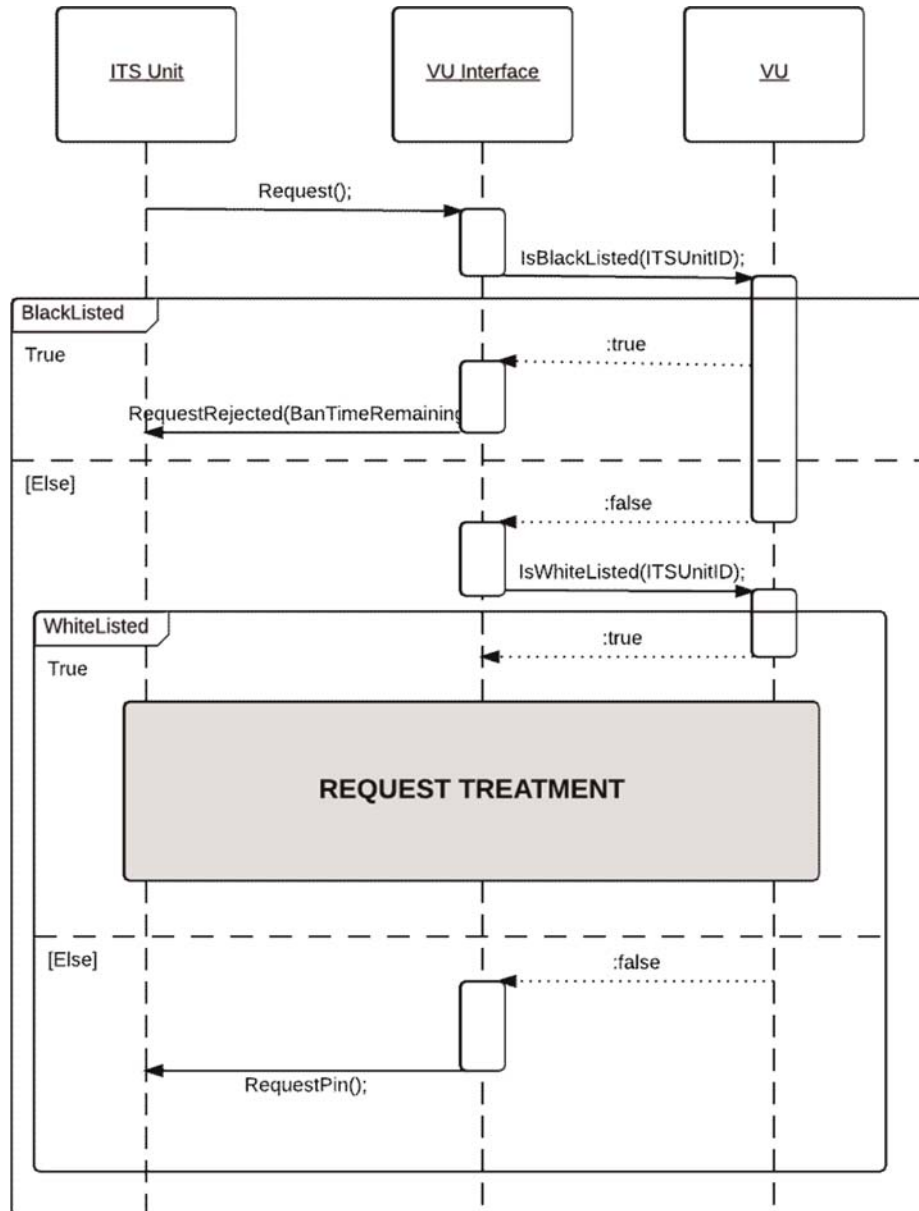 ITS Unit
VU Interface
VU
Request();
IsBlackListed(ITSUnitID);
BlackListed
True
:true
RequestRejected(BanTimeRemaining
[Else]
:false
IsWhiteListed(ITSUnitID);
WhiteListed
:true
True
REQUEST TREATMENT
[Else]
:false
RequestPin();